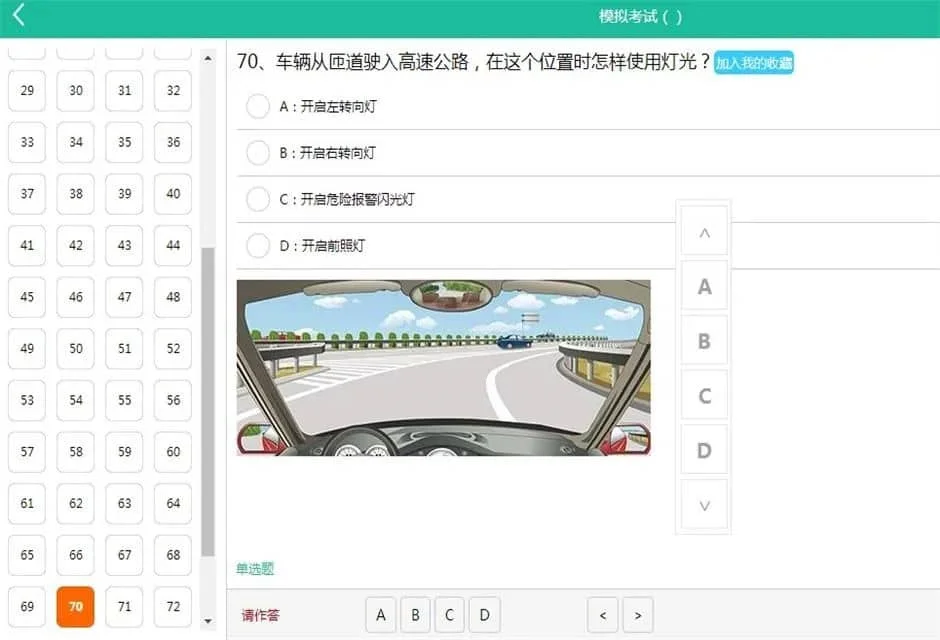 模拟考试 ( )
70、车辆从匝道驶入高速公路，在这个位置时怎样使用灯光？ 加入我的收藏
A：开启左转向灯
B：开启右转向灯
C：开启危险报警闪光灯
D：开启前照灯
29 30 31 32
33 34 35 36
37 38 39 40
41 42 43 44
45 46 47 48
49 50 51 52
53 54 55 56
57 58 59 60
61 62 63 64
65 66 67 68
69 70 71 72
A
B
C
D
单选题
请作答 A B C D < >